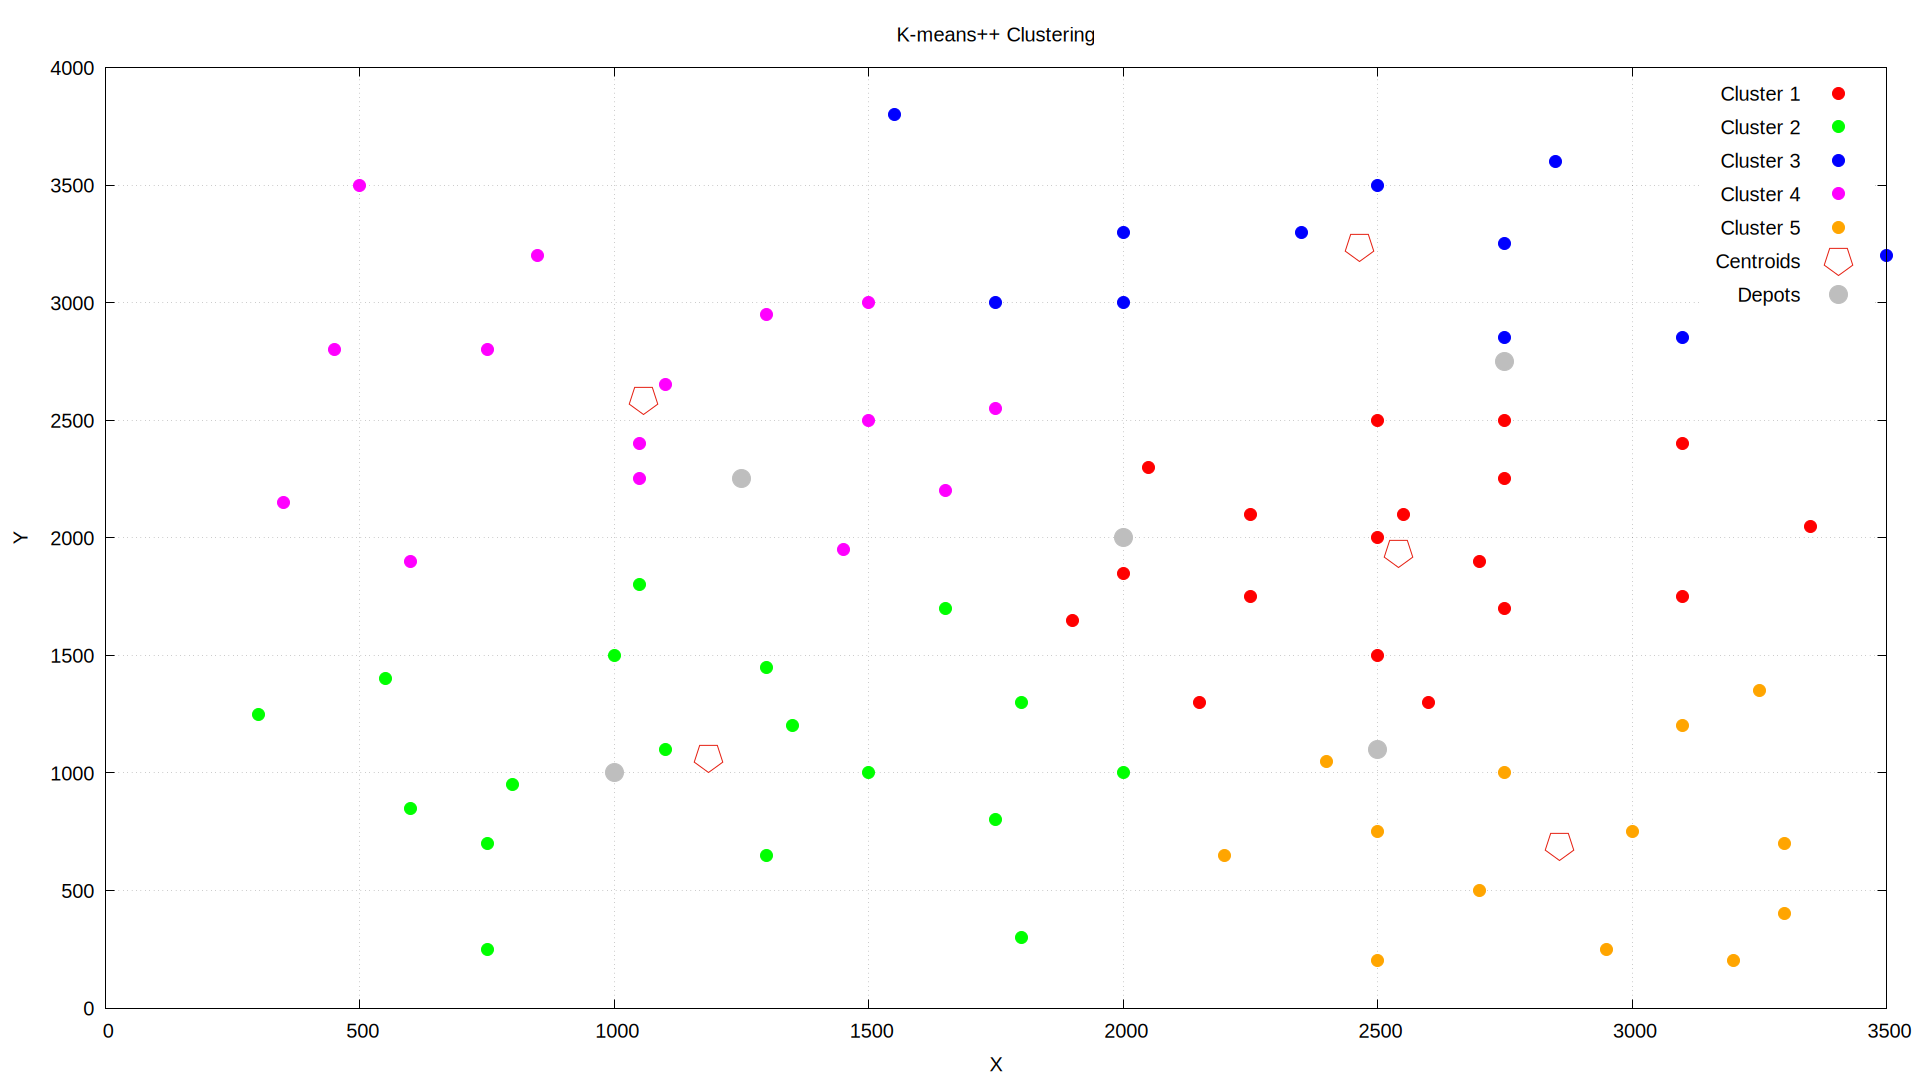 K-means++ Clustering
4000
3500
3000
2500
2000
1500
1000
500
0
Y
Cluster 1
Cluster 2
Cluster 3
Cluster 4
Cluster 5
Centroids
Depots
0 500 1000 1500 2000 2500 3000 3500
X